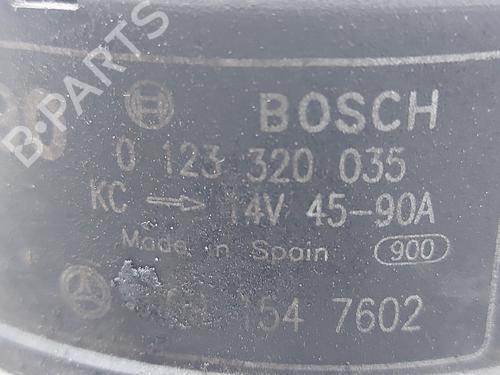 B-PARTS
BOSCH
0 123 320 035
KC 14V 45-90A
Made in Spain 900
154 7602